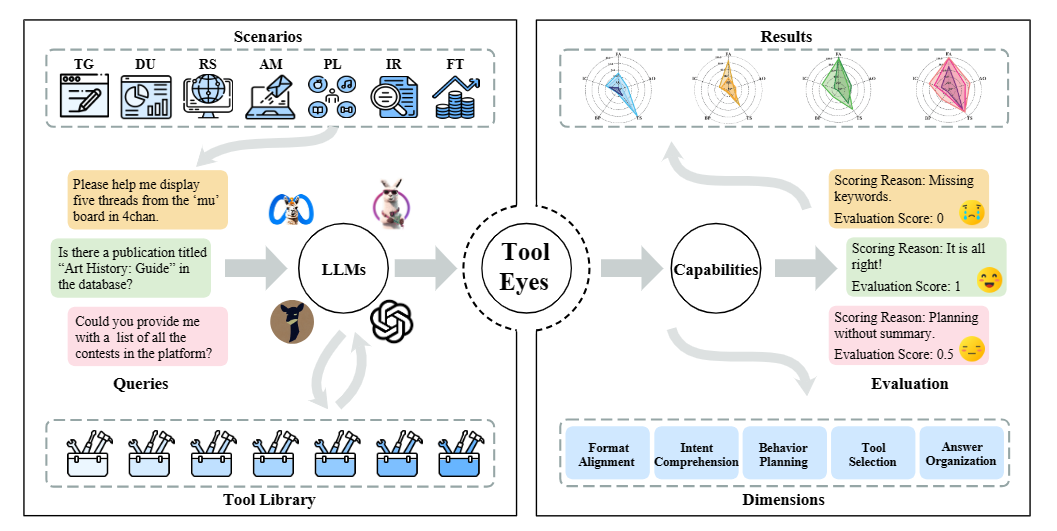 Scenarios
TG DU RS AM PL IR FT
Please help me display
five threads from the ‘mu’
board in 4chan.
Is there a publication titled
“Art History: Guide” in
the database?
Could you provide me
with a list of all the
contests in the platform?
Queries
LLMs
Tool Library
Tool
Eyes
Results
FA
AO
TS
BP
IC
FA
AO
TS
BP
IC
FA
AO
TS
BP
IC
FA
AO
TS
BP
IC
Capabilities
Scoring Reason: Missing
keywords.
Evaluation Score: 0
Scoring Reason: It is all
right!
Evaluation Score: 1
Scoring Reason: Planning
without summary.
Evaluation Score: 0.5
Evaluation
Format
Alignment
Intent
Comprehension
Behavior
Planning
Tool
Selection
Answer
Organization
Dimensions